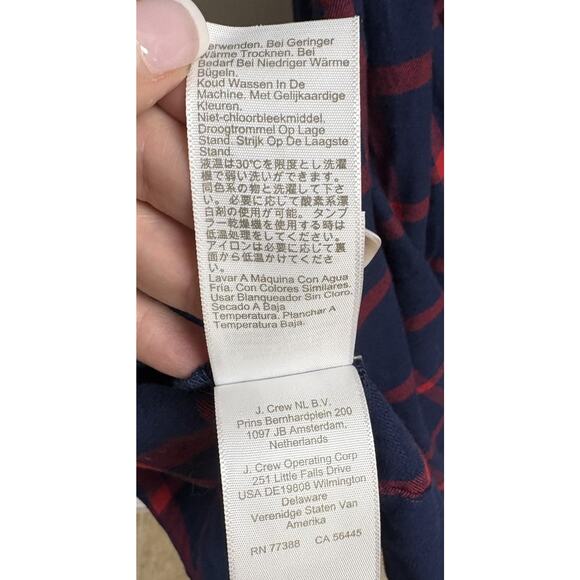 Verwenden. Bei Geringer
Wärme Trocknen. Bei
Bedarf Bei Niedriger Wärme
Bügeln.
Koud Wassen In De
Machine. Met Gelijkaardige
Kleuren.
Niet-chloorbleekmiddel.
Droogtrommel Op Lage
Stand. Strijk Op De Laagste
Stand.
液温は30℃を限度とし洗濯
機で弱い洗いができます。
同色系の物と洗濯して下さ
い。必要に応じて酸素系漂
白剤の使用が可能。タンブ
ラー乾燥機を使用する時は
低温処理をしてください。
アイロンは必要に応じて裏
面から低温かけてくださ
い。
Lavar A Máquina Con Agua
Fria. Con Colores Similares.
Usar Blanqueador Sin Cloro.
Secado A Baja
Temperatura. Planchar A
Temperatura Baja.
J. Crew NL B.V.
Prins Bernhardplein 200
1097 JB Amsterdam,
Netherlands
J. Crew Operating Corp
251 Little Falls Drive
USA DE19808 Wilmington
Delaware
Verenidge Staten Van
Amerika
RN 77388 CA 56445